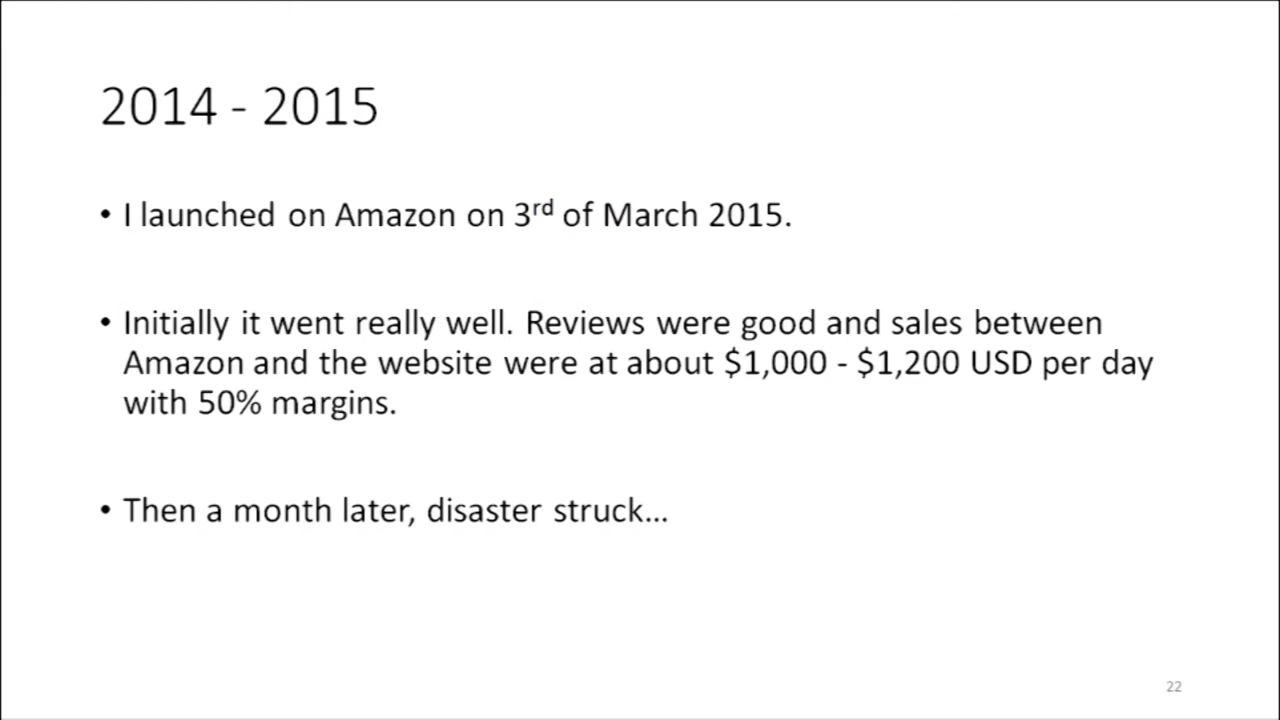 2014 - 2015
• I launched on Amazon on 3rd of March 2015.
• Initially it went really well. Reviews were good and sales between
Amazon and the website were at about $1,000 - $1,200 USD per day
with 50% margins.
• Then a month later, disaster struck...
22